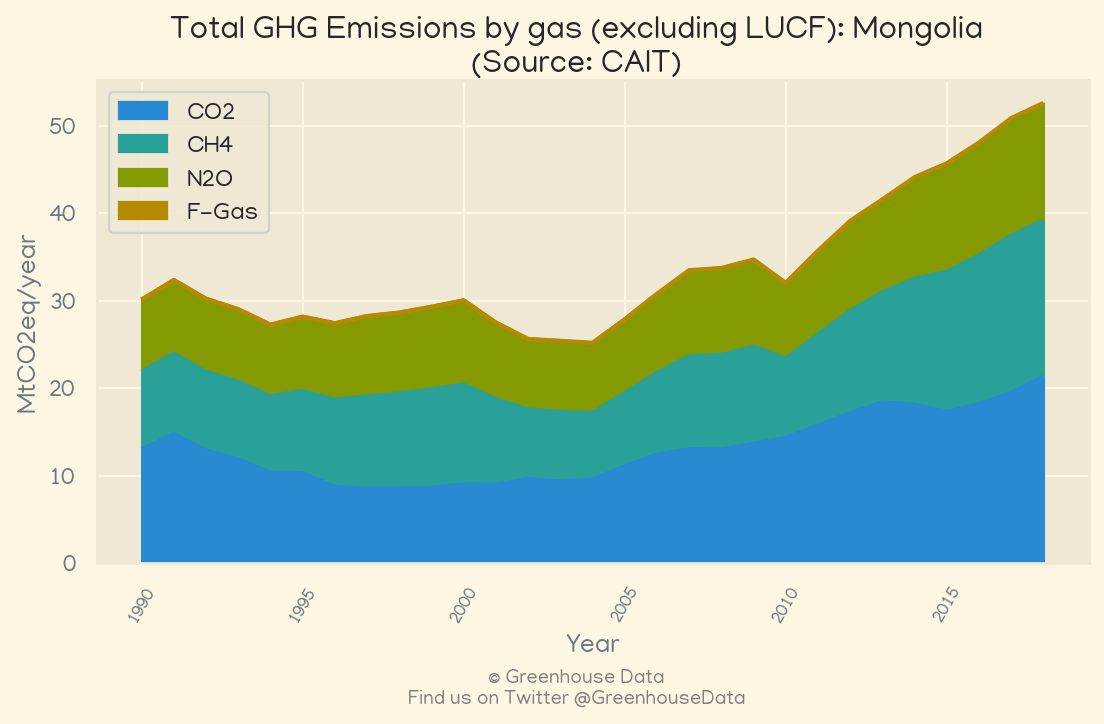 Total GHG Emissions by gas (excluding LUCF): Mongolia
(Source: CAIT)
CO2
CH4
N2O
F-Gas
50
40
30
20
10
0
MtCO2eq/year
1990
1995
2000
2005
2010
2015
Year
© Greenhouse Data
Find us on Twitter @GreenhouseData